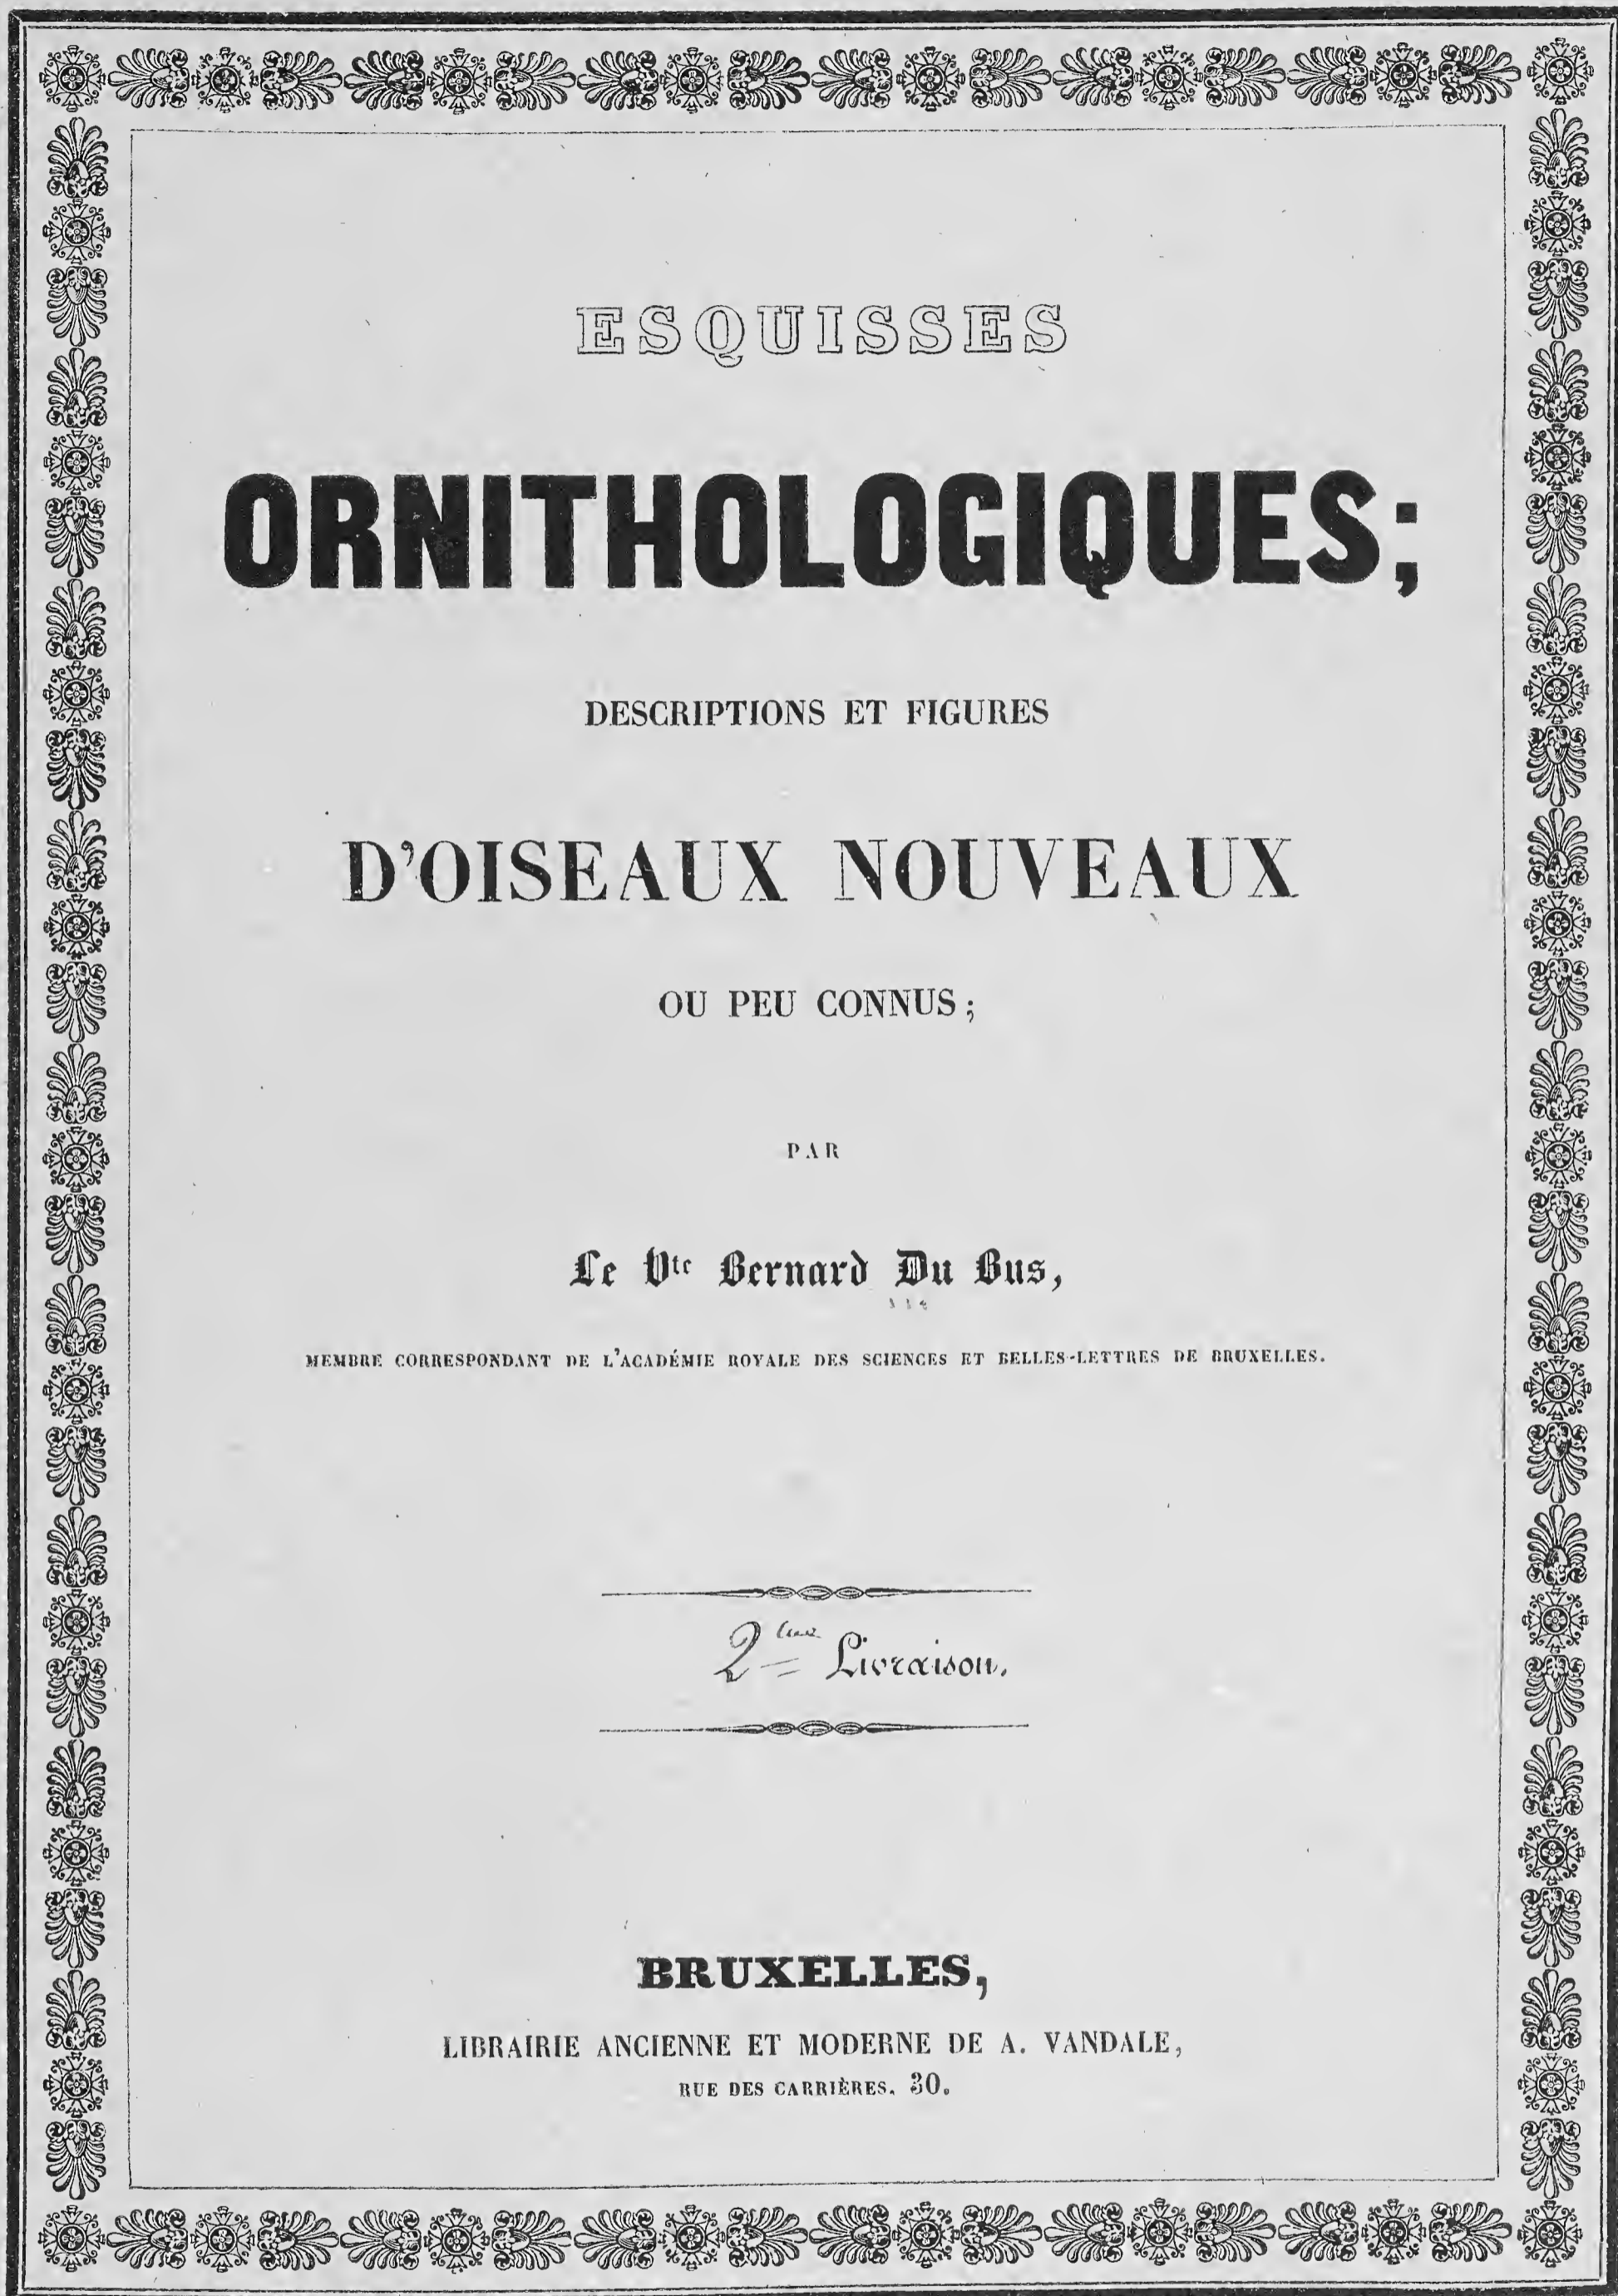 ESQUISSES
ORNITHOLOGIQUES;
DESCRIPTIONS ET FIGURES
D'OISEAUX NOUVEAUX
OU PEU CONNUS;
PAR
Le Vte Bernard Du Bus,
MEMBRE CORRESPONDANT DE L'ACADÉMIE ROYALE DES SCIENCES ET BELLES-LETTRES DE BRUXELLES.
2eme Livraison.
BRUXELLES,
LIBRAIRIE ANCIENNE ET MODERNE DE A. VANDALE,
RUE DES CARRIÈRES. 30.